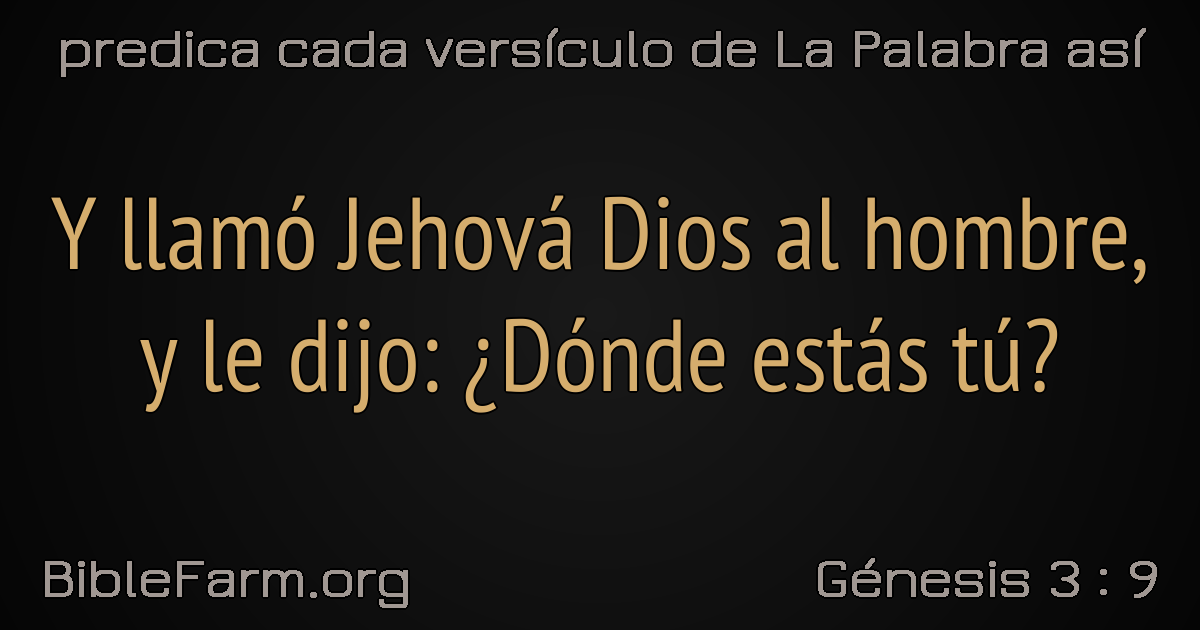 predica cada versículo de La Palabra así
Y llamó Jehová Dios al hombre,
y le dijo: ¿Dónde estás tú?
BibleFarm.org
Génesis 3 : 9